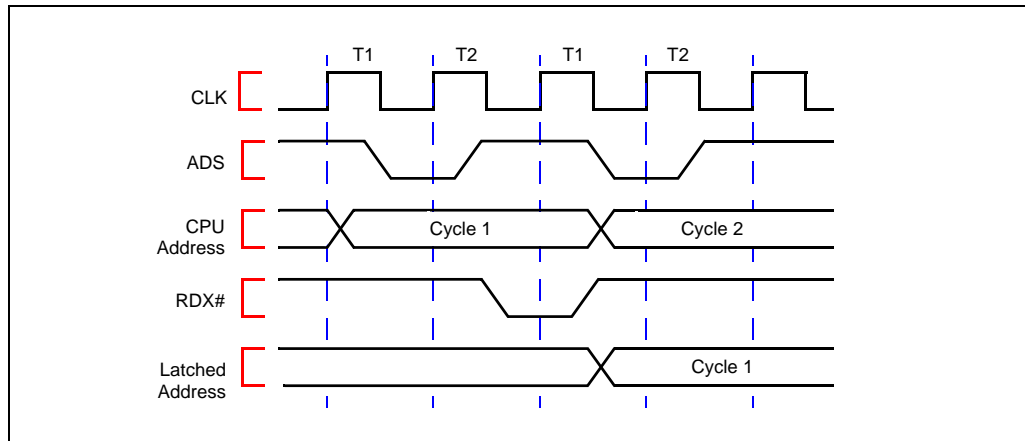 T1 T2 T1 T2
CLK
ADS
CPU
Address
Cycle 1 Cycle 2
RDX#
Latched
Address
Cycle 1